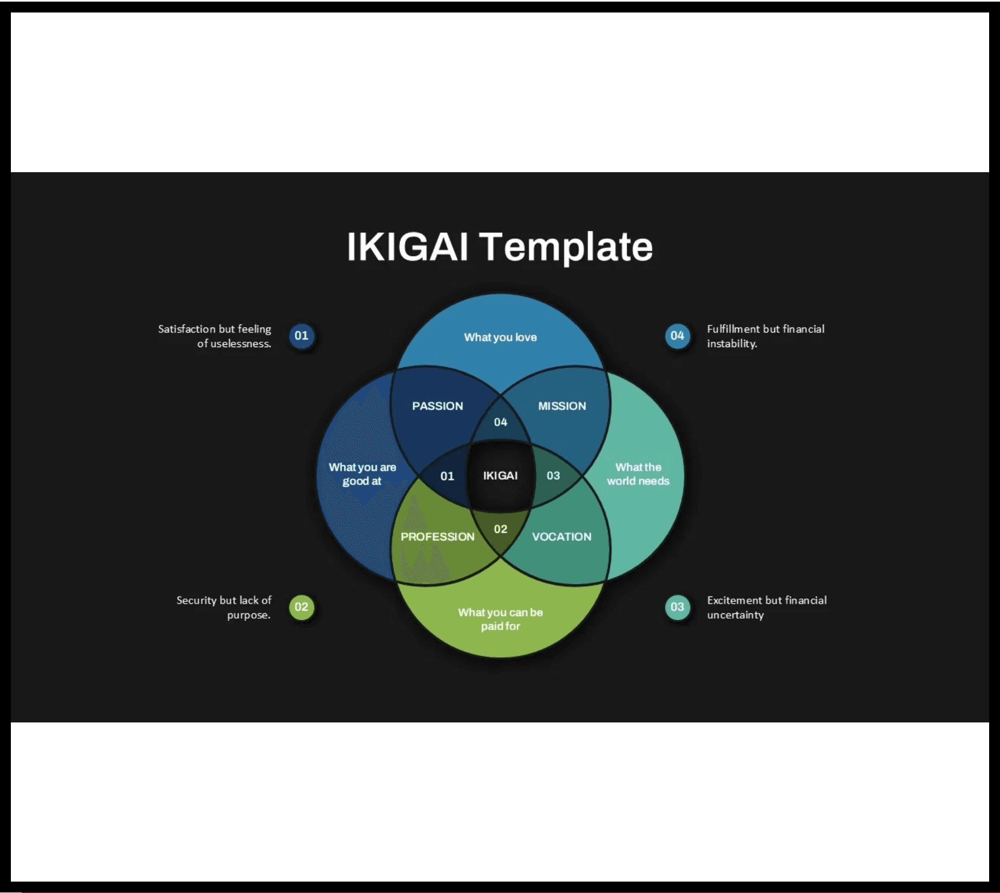 IKIGAI Template
Satisfaction but feeling
of uselessness.
01
04
Fulfillment but financial
instability.
What you love
PASSION
MISSION
04
What you are
good at
01
IKIGAI
03
What the
world needs
02
PROFESSION
VOCATION
Security but lack of
purpose.
02
03
Excitement but financial
uncertainty
What you can be
paid for